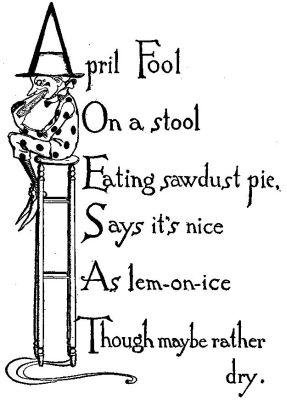 April Fool
On a stool
Eating sawdust pie,
Says it's nice
As lem-on-ice
Though maybe rather
dry.